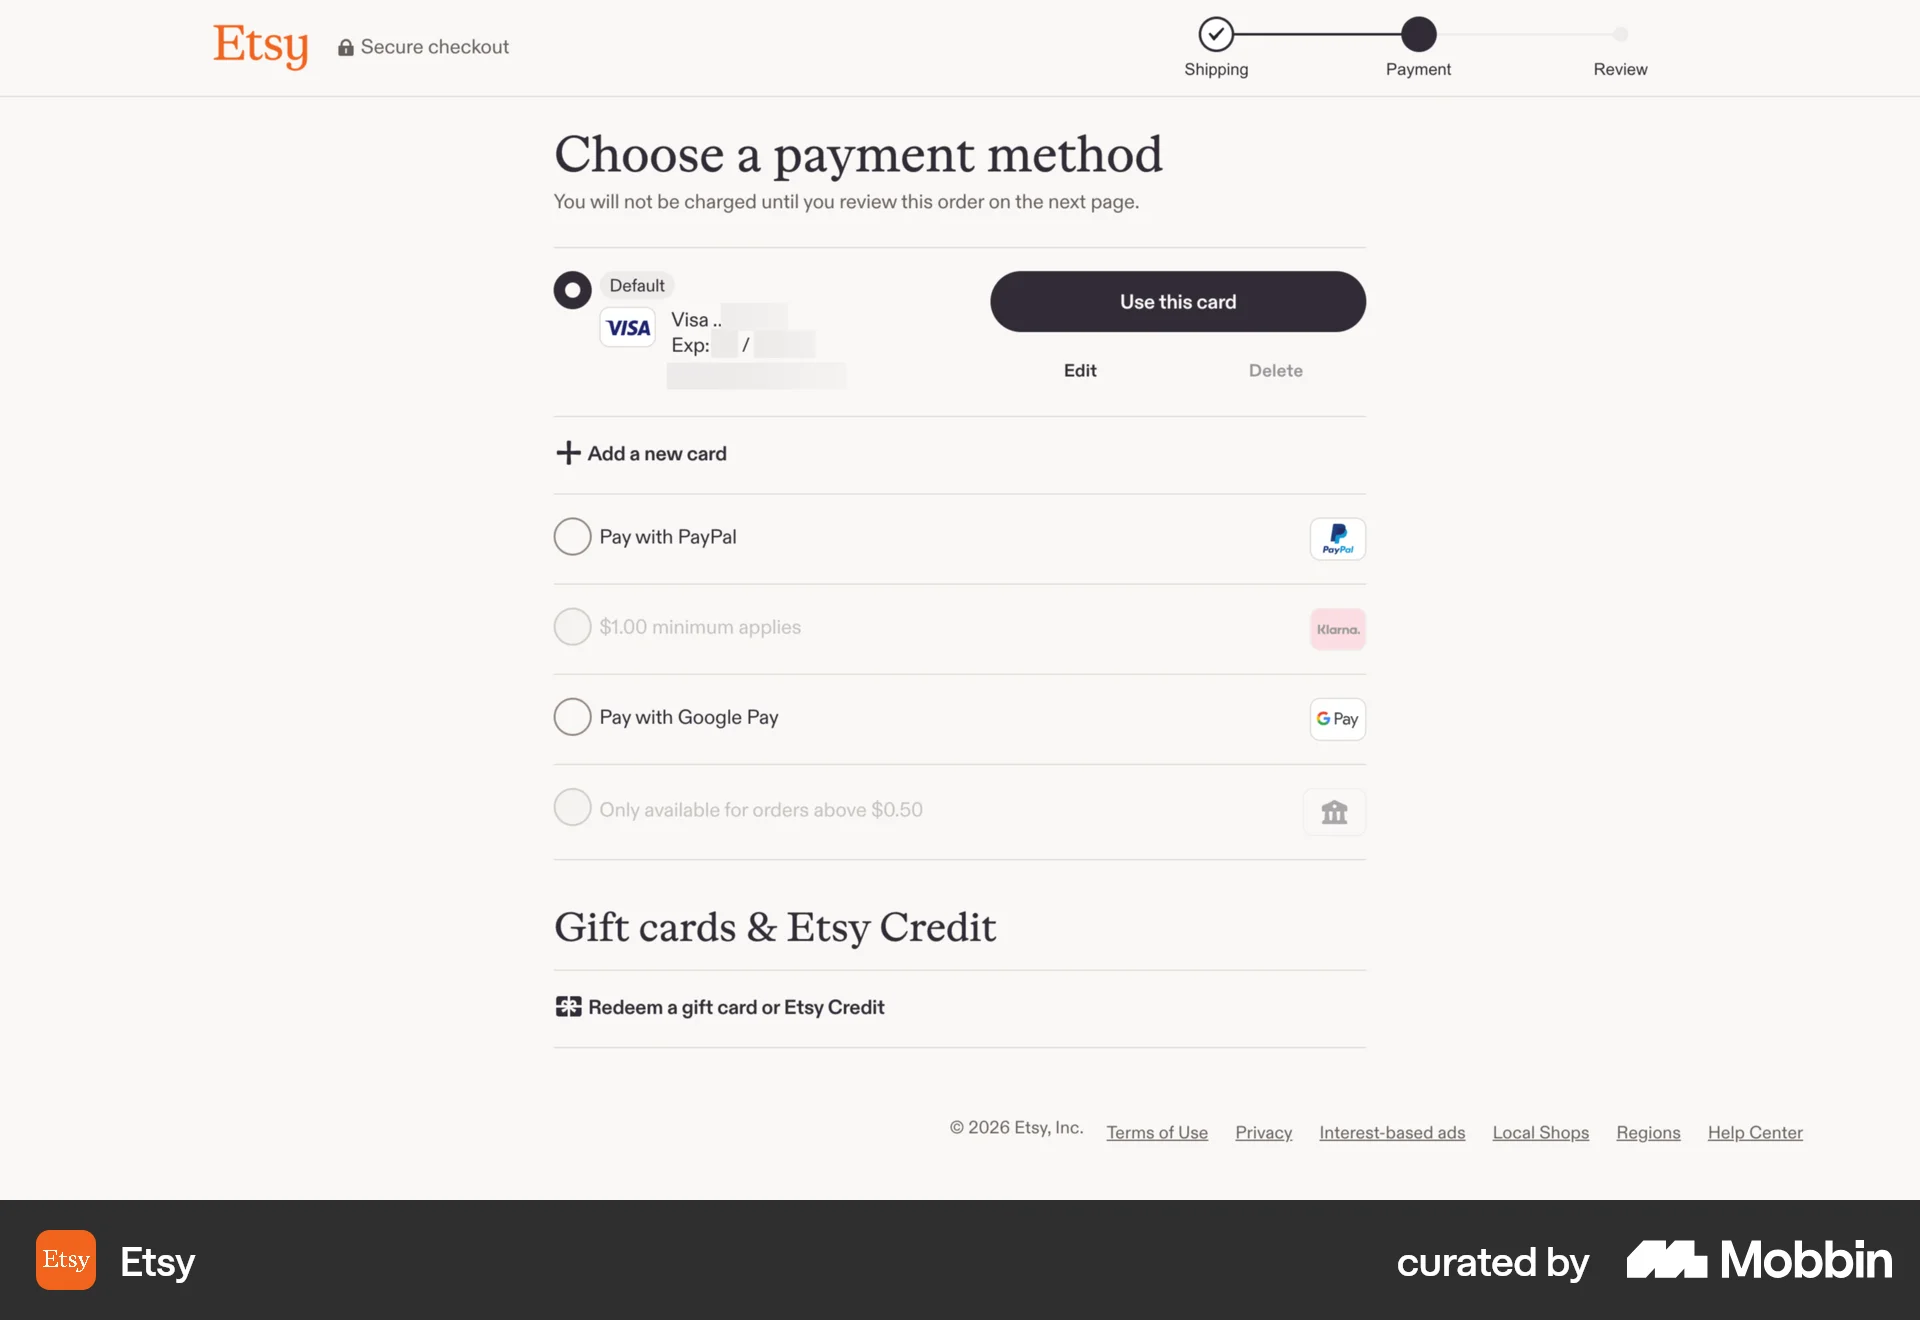 Etsy
Secure checkout
Shipping
Payment
Review
Choose a payment method
You will not be charged until you review this order on the next page.
Default
VISA
Visa ..
Exp: /
Use this card
Edit
Delete
Add a new card
Pay with PayPal
PayPal
$1.00 minimum applies
Klarna.
Pay with Google Pay
G Pay
Only available for orders above $0.50
Gift cards & Etsy Credit
Redeem a gift card or Etsy Credit
© 2026 Etsy, Inc. Terms of Use Privacy Interest-based ads Local Shops Regions Help Center
Etsy
Etsy
curated by Mobbin